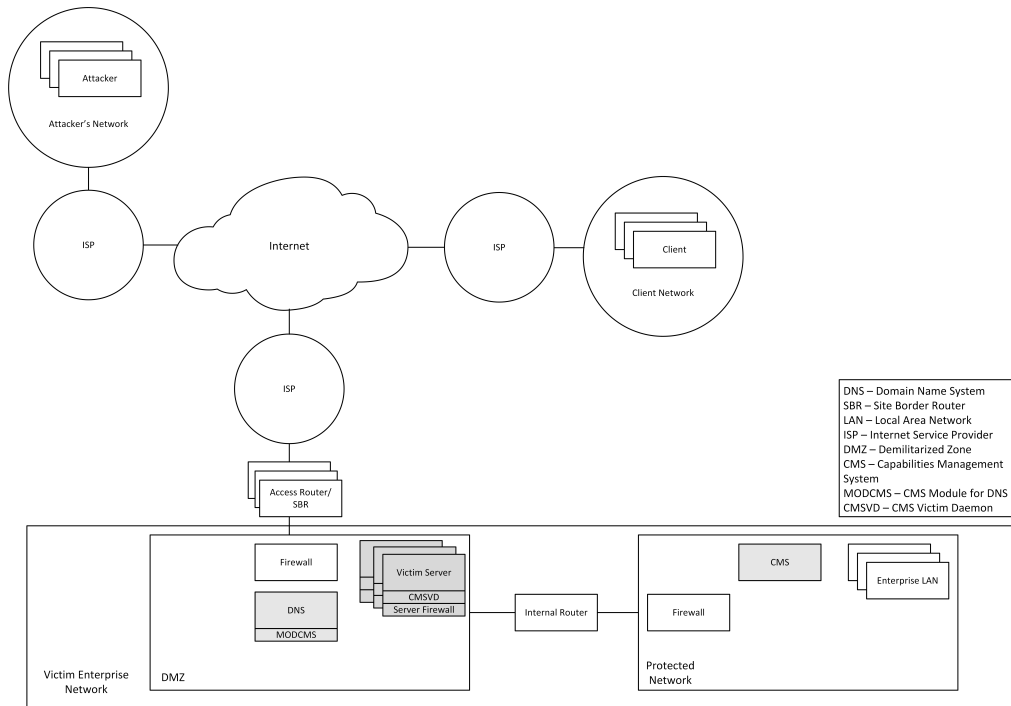 Attacker
Attacker's Network
ISP
Internet
ISP
Client
Client Network
ISP
DNS – Domain Name System
SBR – Site Border Router
LAN – Local Area Network
ISP – Internet Service Provider
DMZ – Demilitarized Zone
CMS – Capabilities Management
System
MODCMS – CMS Module for DNS
CMSVD – CMS Victim Daemon
Access Router/
SBR
Firewall
Victim Server
CMSVD
Server Firewall
DNS
MODCMS
DMZ
Victim Enterprise
Network
Internal Router
CMS
Enterprise LAN
Firewall
Protected
Network